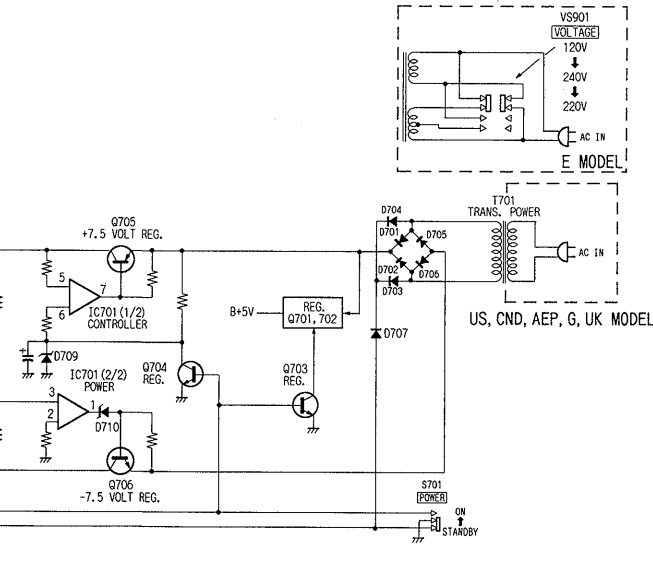 VS901
VOLTAGE
120V
240V
220V
AC IN
E MODEL
T701
TRANS. POWER
AC IN
US, CND, AEP, G, UK MODEL
D704
D701
D705
D702
D706
D703
D707
Q705
+7.5 VOLT REG.
5
7
6
IC701(1/2)
CONTROLLER
B+5V
REG.
Q701, 702
+
D709
Q704
REG.
Q703
REG.
IC701(2/2)
POWER
3
1
2
D710
Q706
-7.5 VOLT REG.
S701
POWER
ON
STANDBY